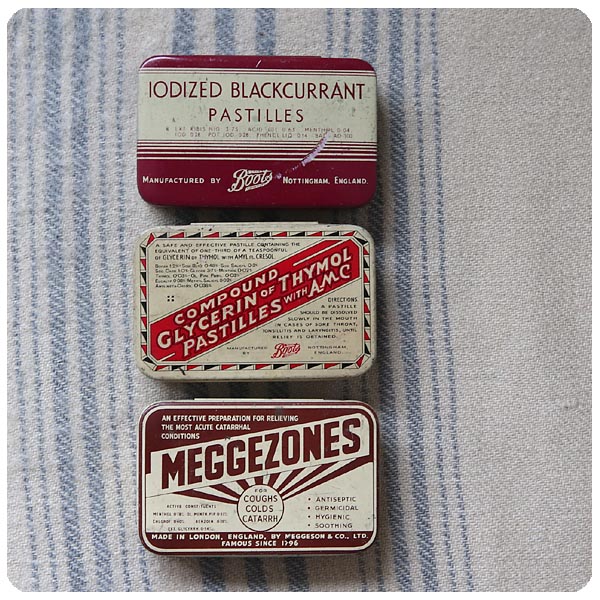 IODIZED BLACKCURRANT
PASTILLES
MENTHOL 0.04
MANUFACTURED BY Boots NOTTINGHAM, ENGLAND.
A SAFE AND EFFECTIVE PASTILLE CONTAINING THE
EQUIVALENT OF ONE-THIRD OF A TEASPOONFUL
OF GLYCERIN OF THYMOL WITH AMYL M. CRESOL
COMPOUND
GLYCERIN OF THYMOL
PASTILLES WITH A.M.C
DIRECTIONS
A PASTILLE
SHOULD BE DISSOLVED
SLOWLY IN THE MOUTH
IN CASES OF SORE THROAT,
TONSILLITIS AND LARYNGITIS, UNTIL
RELIEF IS OBTAINED.
MANUFACTURED
BY
Boots
NOTTINGHAM,
ENGLAND.
AN EFFECTIVE PREPARATION FOR RELIEVING
THE MOST ACUTE CATARRHAL
CONDITIONS
MEGGEZONES
FOR
COUGHS
COLDS
CATARRH
ACTIVE CONSTITUENTS
• ANTISEPTIC
• GERMICIDAL
• HYGIENIC
• SOOTHING
MADE IN LONDON, ENGLAND, BY MEGGESON & CO., LTD.
FAMOUS SINCE 1796